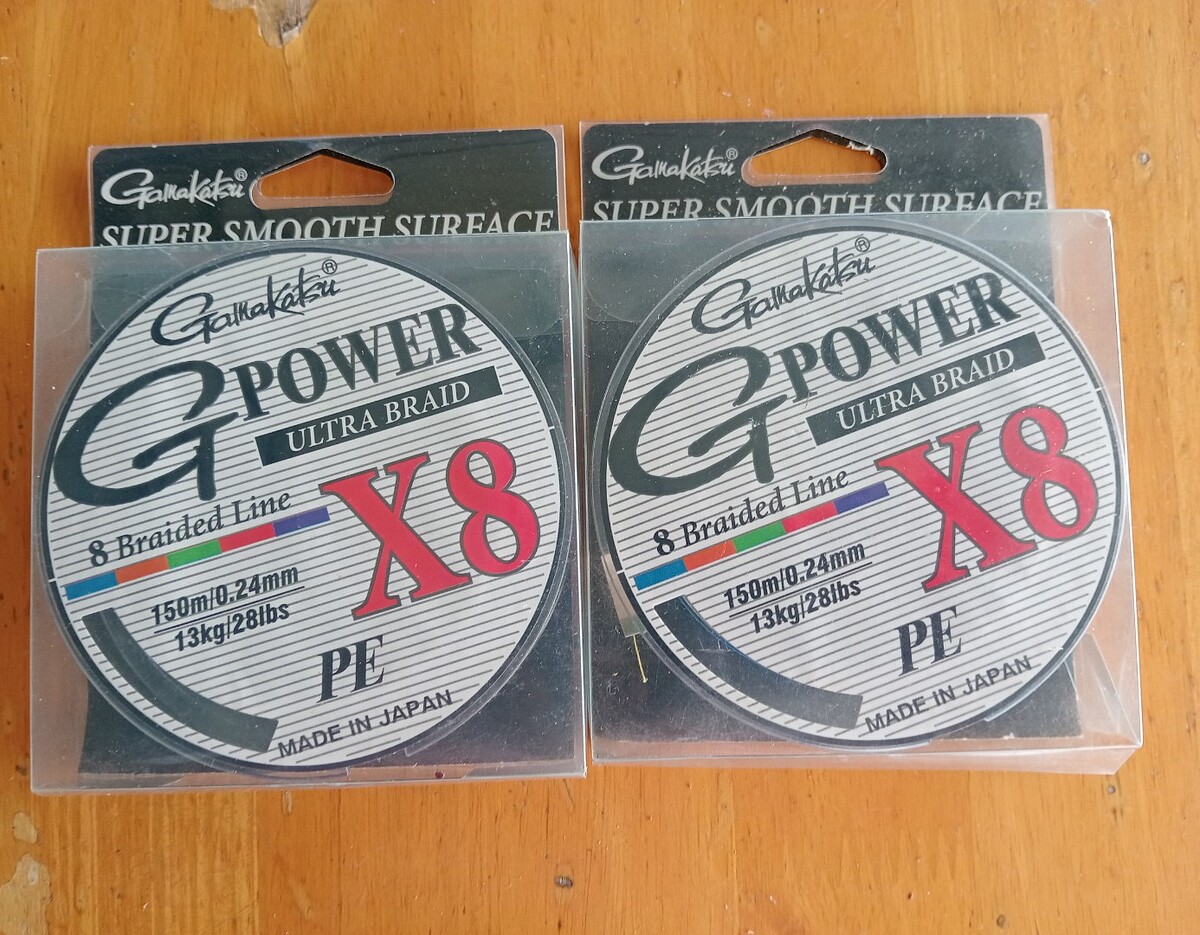 Gamakatsu®
SUPER SMOOTH SURFACE
Gamakatsu®
G POWER
ULTRA BRAID
X8
8 Braided Line
150m/0.24mm
13kg/28lbs
PE
MADE IN JAPAN
Gamakatsu®
SUPER SMOOTH SURFACE
Gamakatsu®
G POWER
ULTRA BRAID
X8
8 Braided Line
150m/0.24mm
13kg/28lbs
PE
MADE IN JAPAN